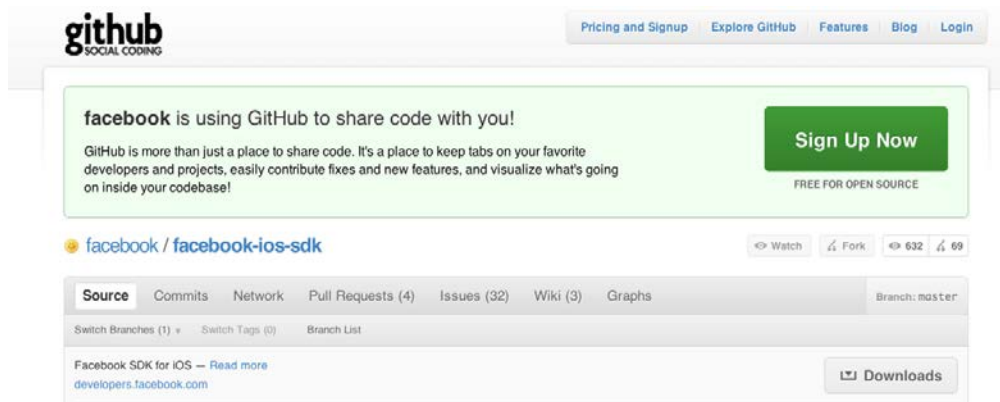 github
SOCIAL CODING
Pricing and Signup Explore GitHub Features Blog Login
facebook is using GitHub to share code with you!
GitHub is more than just a place to share code. It's a place to keep tabs on your favorite
developers and projects, easily contribute fixes and new features, and visualize what's going
on inside your codebase!
Sign Up Now
FREE FOR OPEN SOURCE
facebook / facebook-ios-sdk
Watch Fork 632 69
Source Commits Network Pull Requests (4) Issues (32) Wiki (3) Graphs Branch: master
Switch Branches (1) Switch Tags (0) Branch List
Facebook SDK for iOS — Read more
developers.facebook.com
Downloads